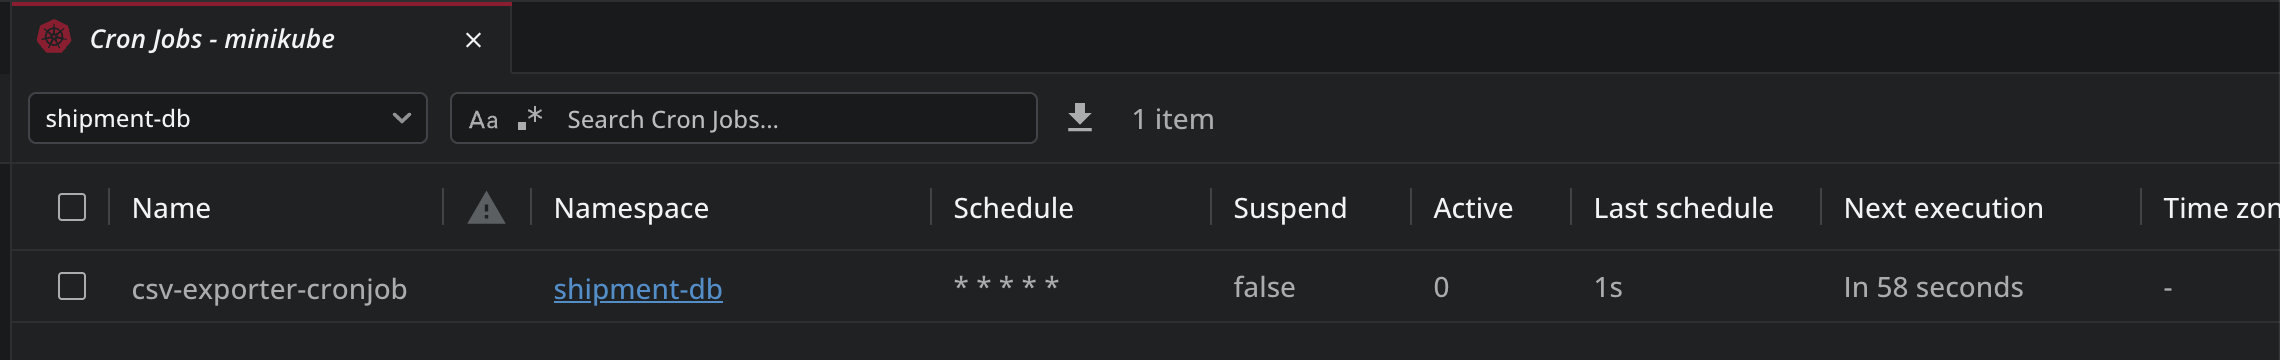 Cron Jobs - minikube
shipment-db Aa .* Search Cron Jobs... 1 item
Name Namespace Schedule Suspend Active Last schedule Next execution Time zon
csv-exporter-cronjob shipment-db * * * * * false 0 1s In 58 seconds -